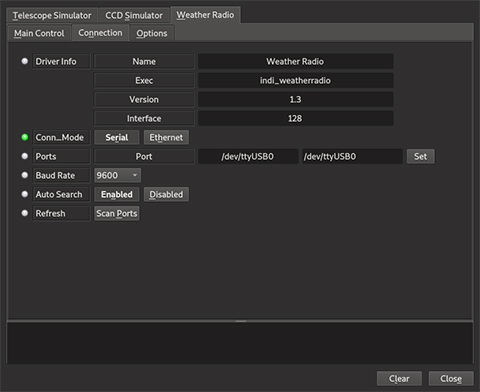 Telescope Simulator CCD Simulator Weather Radio
Main Control Connection Options
Driver Info Name Weather Radio
Exec indi_weatherradio
Version 1.3
Interface 128
Conn_Mode Serial Ethernet
Ports Port /dev/ttyUSB0 /dev/ttyUSB0 Set
Baud Rate 9600
Auto Search Enabled Disabled
Refresh Scan Ports
Clear Close